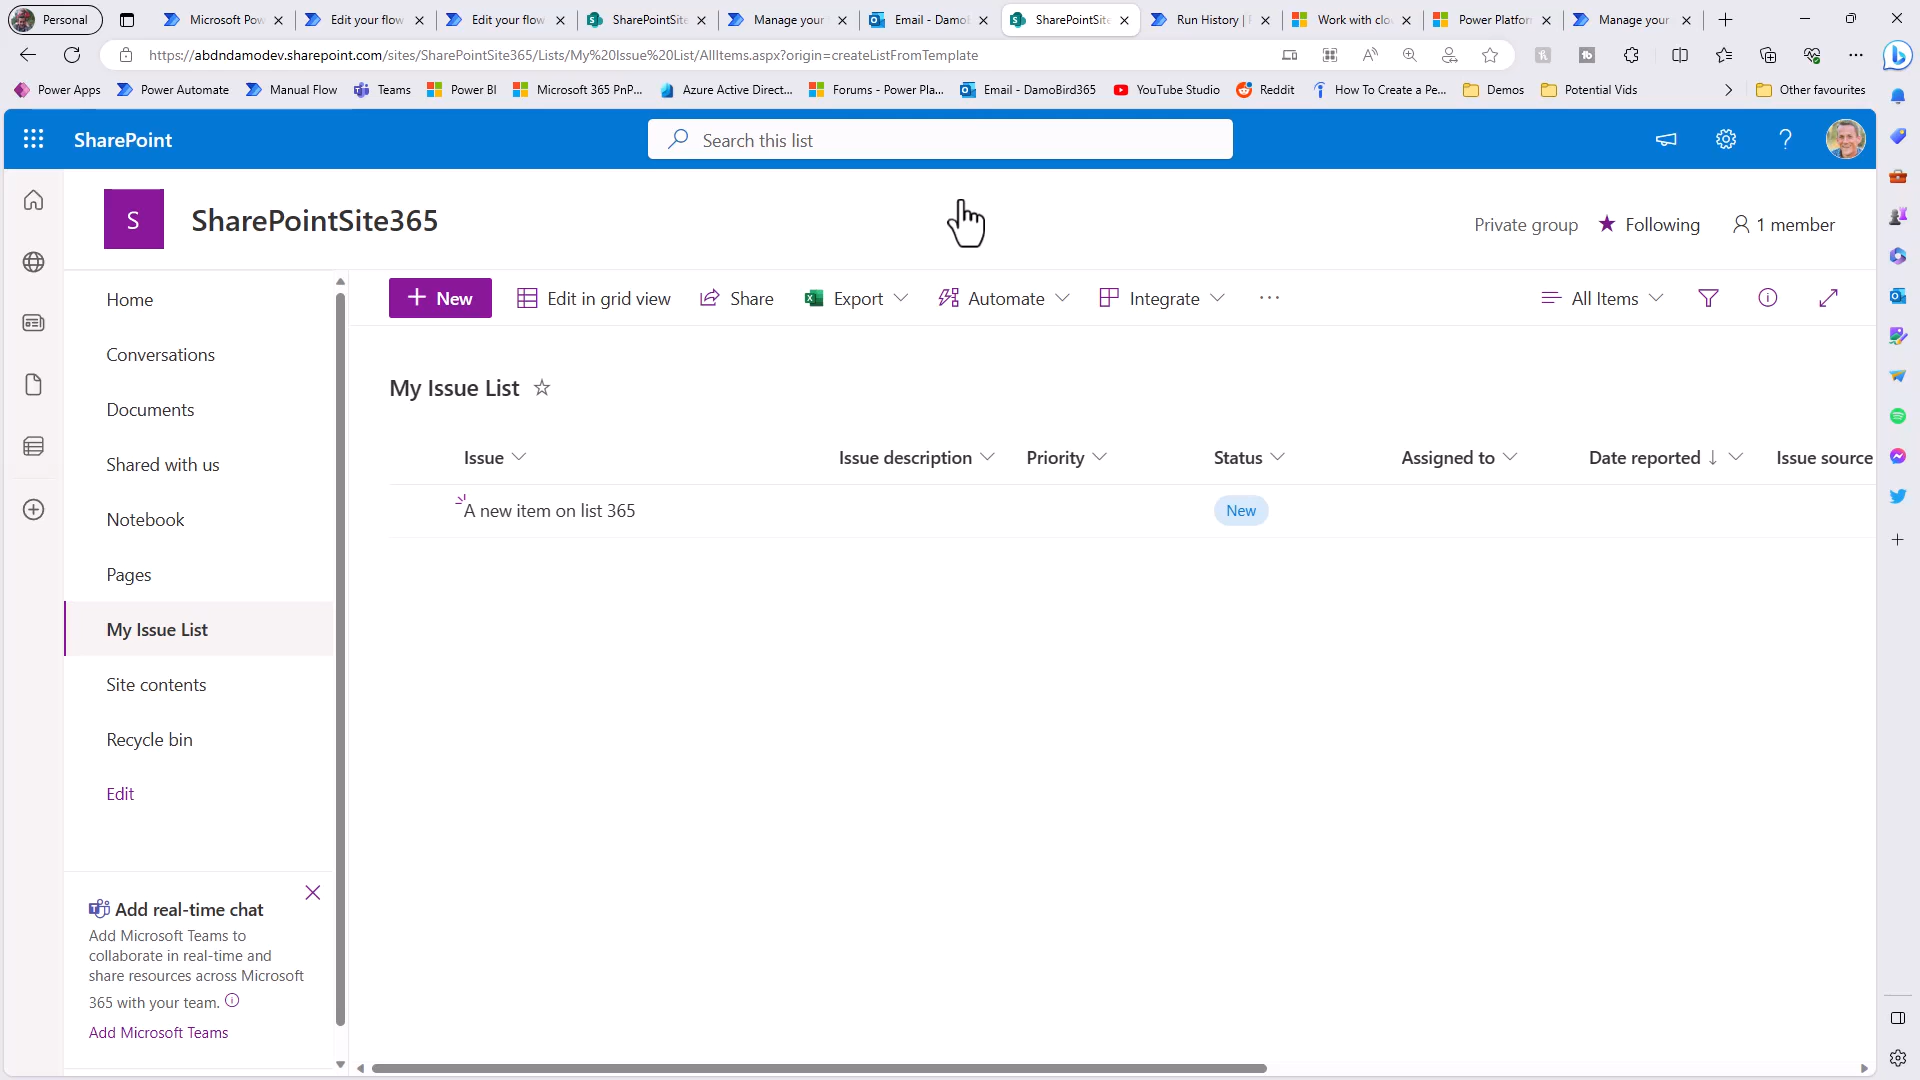 Personal
Microsoft Pow
Edit your flow
Edit your flow
SharePointSite
Manage your
Email - DamoB
SharePointSite
Run History |
Work with clo
Power Platfor
Manage your
https://abdndamodev.sharepoint.com/sites/SharePointSite365/Lists/My%20Issue%20List/AllItems.aspx?origin=createListFromTemplate
Power Apps
Power Automate
Manual Flow
Teams
Power BI
Microsoft 365 PnP...
Azure Active Direct...
Forums - Power Pla...
Email - DamoBird365
YouTube Studio
Reddit
How To Create a Pe...
Demos
Potential Vids
Other favourites
SharePoint
Search this list
S
SharePointSite365
Private group
Following
1 member
Home
Conversations
Documents
Shared with us
Notebook
Pages
My Issue List
Site contents
Recycle bin
Edit
Add real-time chat
Add Microsoft Teams to
collaborate in real-time and
share resources across Microsoft
365 with your team.
Add Microsoft Teams
+ New
Edit in grid view
Share
Export
Automate
Integrate
...
All Items
My Issue List
Issue
Issue description
Priority
Status
Assigned to
Date reported
Issue source
A new item on list 365
New